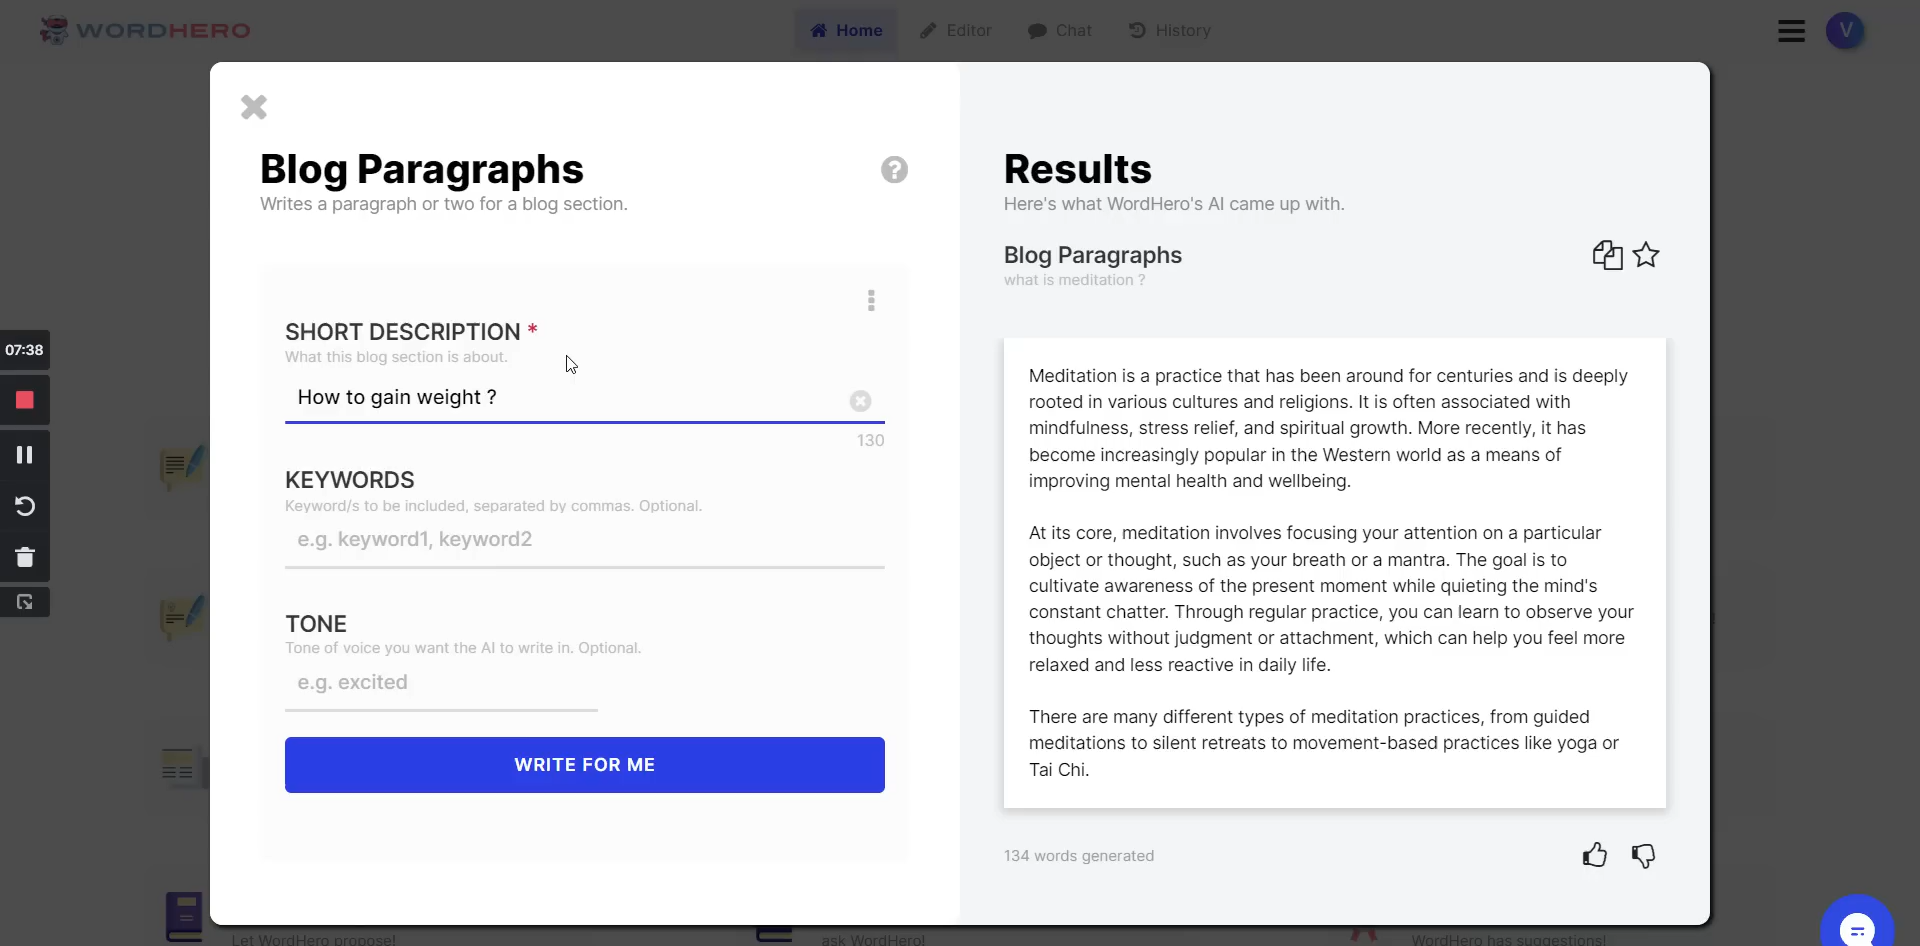 WORDHERO
Home
Editor
Chat
History
V
Blog Paragraphs
Writes a paragraph or two for a blog section.
?
SHORT DESCRIPTION *
What this blog section is about.
How to gain weight ?
130
KEYWORDS
Keyword/s to be included, separated by commas. Optional.
e.g. keyword1, keyword2
TONE
Tone of voice you want the AI to write in. Optional.
e.g. excited
WRITE FOR ME
Results
Here's what WordHero's AI came up with.
Blog Paragraphs
what is meditation ?
Meditation is a practice that has been around for centuries and is deeply
rooted in various cultures and religions. It is often associated with
mindfulness, stress relief, and spiritual growth. More recently, it has
become increasingly popular in the Western world as a means of
improving mental health and wellbeing.
At its core, meditation involves focusing your attention on a particular
object or thought, such as your breath or a mantra. The goal is to
cultivate awareness of the present moment while quieting the mind's
constant chatter. Through regular practice, you can learn to observe your
thoughts without judgment or attachment, which can help you feel more
relaxed and less reactive in daily life.
There are many different types of meditation practices, from guided
meditations to silent retreats to movement-based practices like yoga or
Tai Chi.
134 words generated
07:38
Let WordHero propose!
ask WordHero!
WordHero has suggestions!